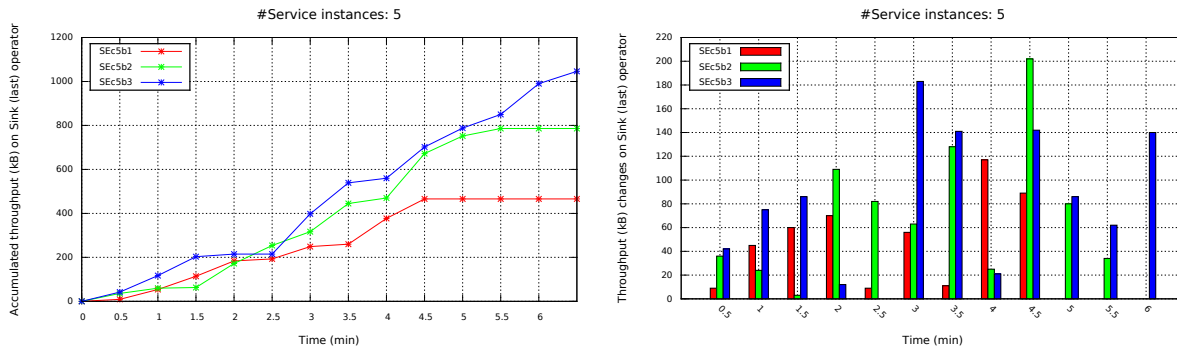 #Service instances: 5
Accumulated throughput (kB) on Sink (last) operator
1200
1000
800
600
400
200
0
SEc5b1
SEc5b2
SEc5b3
0 0.5 1 1.5 2 2.5 3 3.5 4 4.5 5 5.5 6
Time (min)
#Service instances: 5
Throughput (kB) changes on Sink (last) operator
220
200
180
160
140
120
100
80
60
40
20
0
SEc5b1
SEc5b2
SEc5b3
0.5 1 1.5 2 2.5 3 3.5 4 4.5 5 5.5 6
Time (min)